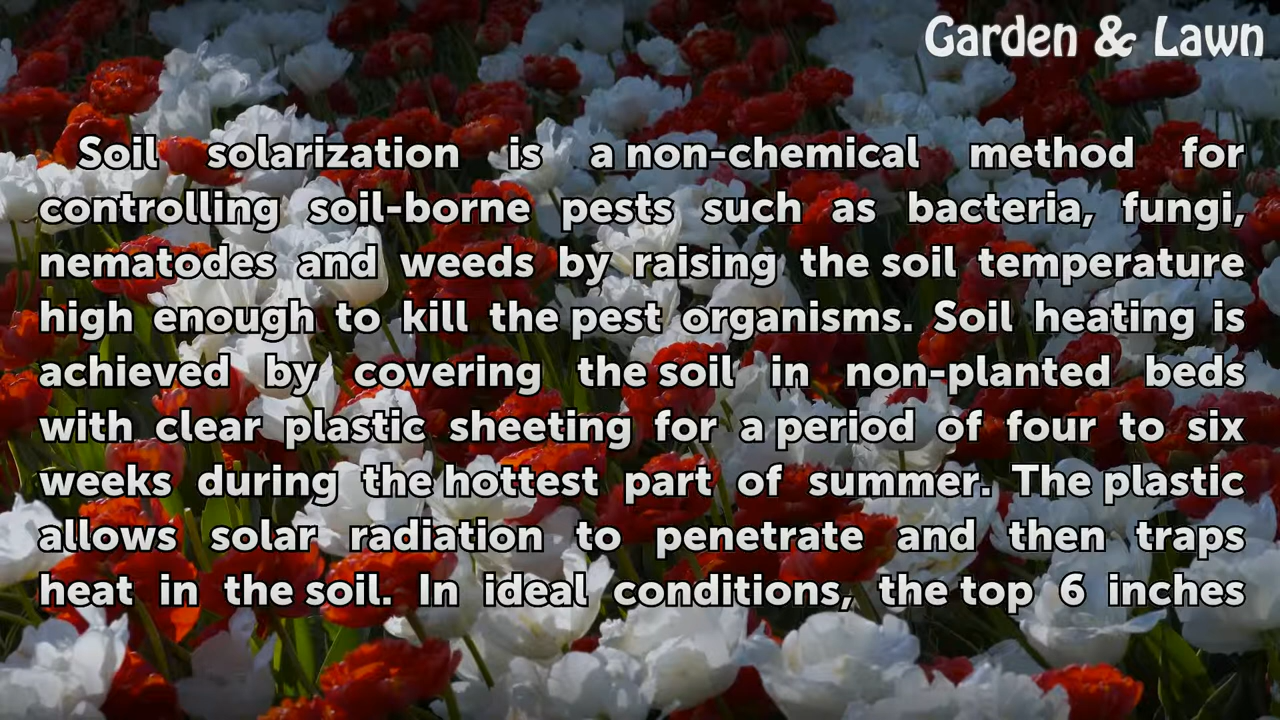 Garden & Lawn
Soil solarization is a non-chemical method for
controlling soil-borne pests such as bacteria, fungi,
nematodes and weeds by raising the soil temperature
high enough to kill the pest organisms. Soil heating is
achieved by covering the soil in non-planted beds
with clear plastic sheeting for a period of four to six
weeks during the hottest part of summer. The plastic
allows solar radiation to penetrate and then traps
heat in the soil. In ideal conditions, the top 6 inches